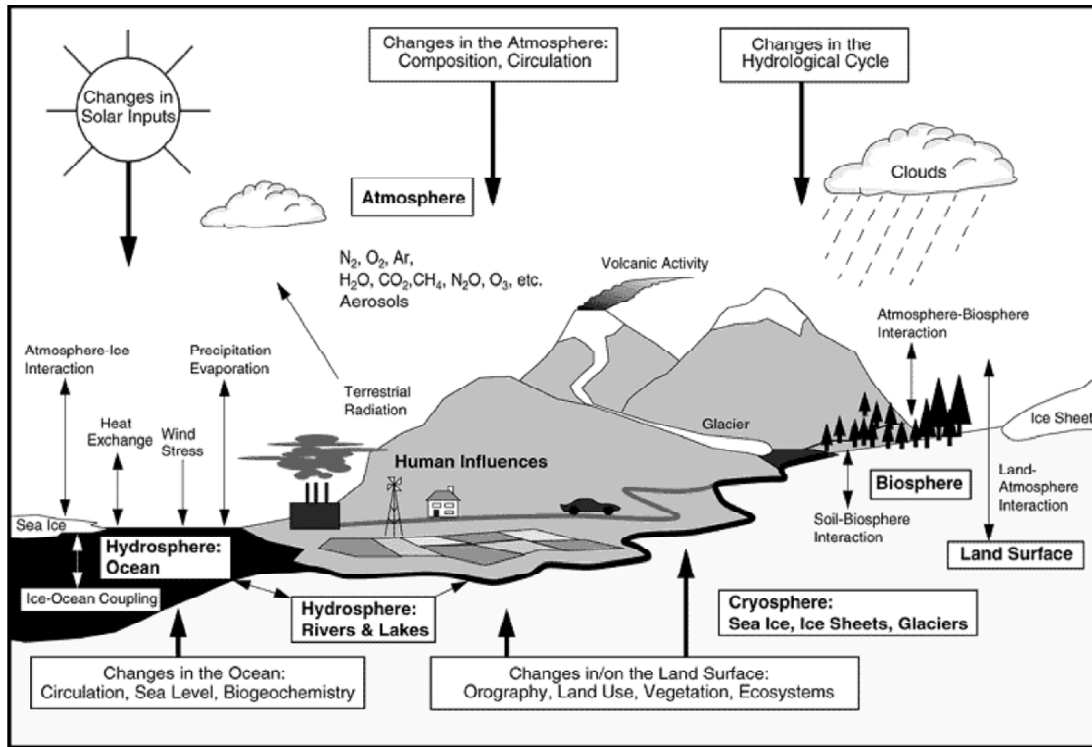 Changes in the Atmosphere:
Composition, Circulation
Changes in the
Hydrological Cycle
Changes in
Solar Inputs
Clouds
Atmosphere
N₂, O₂, Ar,
H₂O, CO₂,CH₄, N₂O, O₃, etc.
Aerosols
Volcanic Activity
Atmosphere-Biosphere
Interaction
Atmosphere-Ice
Interaction
Precipitation
Evaporation
Terrestrial
Radiation
Heat
Exchange
Wind
Stress
Glacier
Ice Sheet
Human Influences
Biosphere
Land-
Atmosphere
Interaction
Soil-Biosphere
Interaction
Sea Ice
Hydrosphere:
Ocean
Land Surface
Ice-Ocean Coupling
Hydrosphere:
Rivers & Lakes
Cryosphere:
Sea Ice, Ice Sheets, Glaciers
Changes in the Ocean:
Circulation, Sea Level, Biogeochemistry
Changes in/on the Land Surface:
Orography, Land Use, Vegetation, Ecosystems